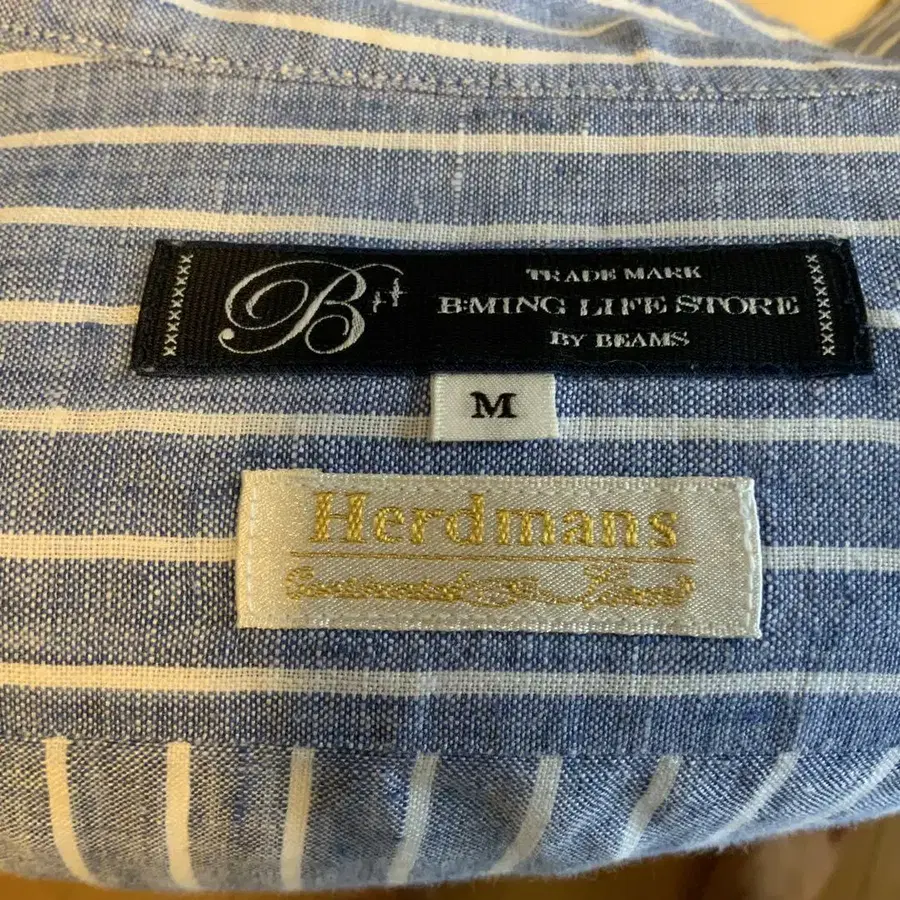 B++
TRADE MARK
B:MING LIFE STORE
BY BEAMS
M
Herdmans